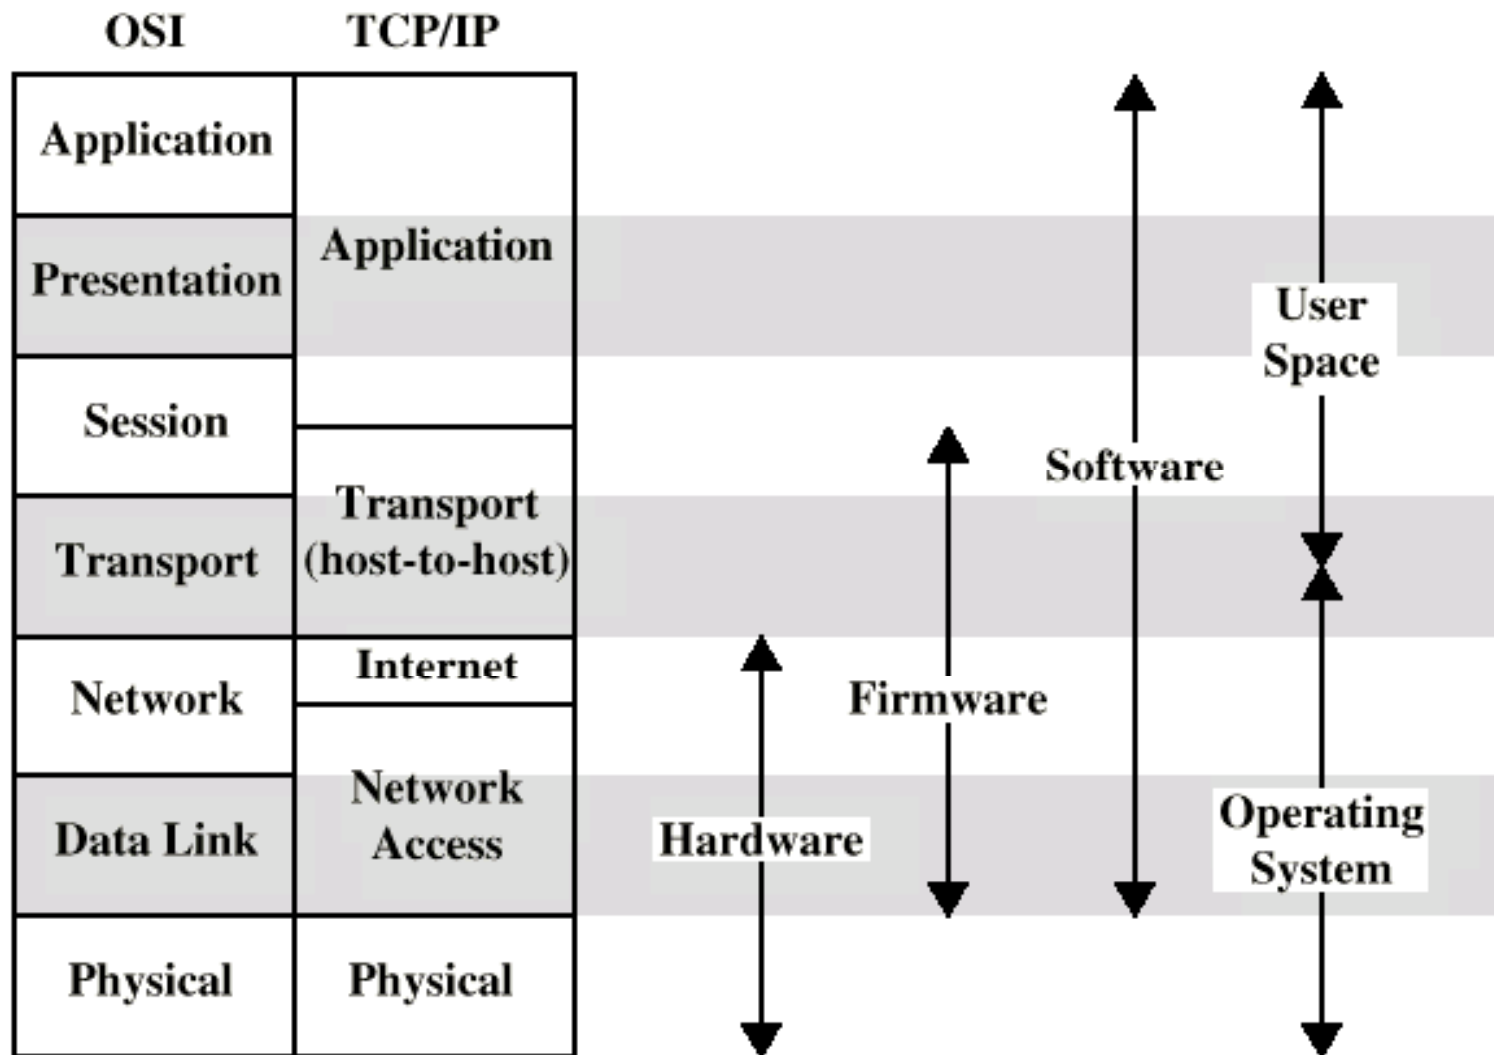 OSI
TCP/IP
Application
Presentation
Session
Transport
Network
Data Link
Physical
Application
Transport
(host-to-host)
Internet
Network
Access
Physical
Hardware
Firmware
Software
User
Space
Operating
System